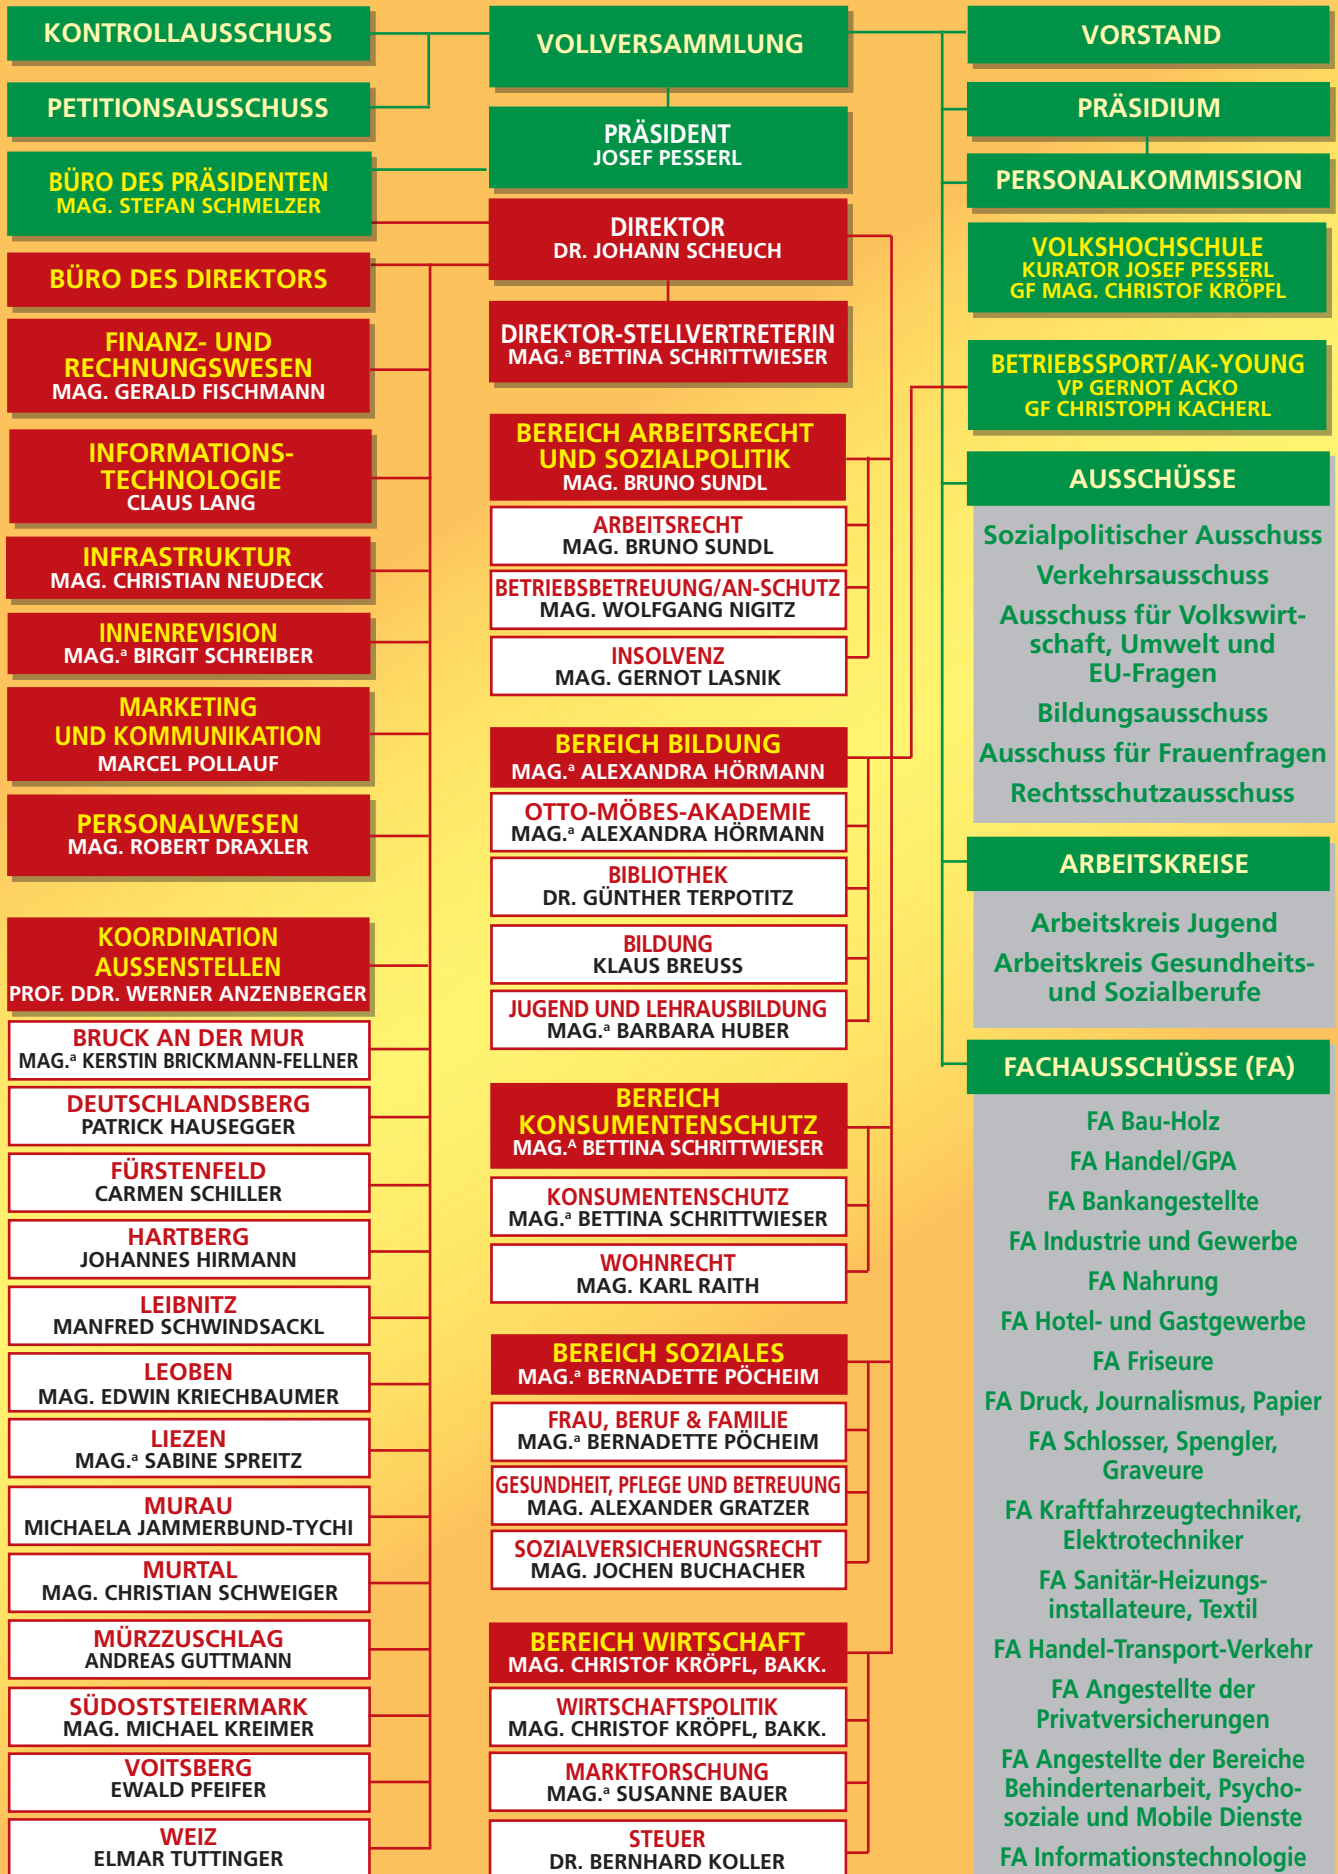 KONTROLLAUSSCHUSS
PETITIONSAUSSCHUSS
BÜRO DES PRÄSIDENTEN
MAG. STEFAN SCHMELZER
BÜRO DES DIREKTORS
FINANZ- UND
RECHNUNGSWESEN
MAG. GERALD FISCHMANN
INFORMATIONS-
TECHNOLOGIE
CLAUS LANG
INFRASTRUKTUR
MAG. CHRISTIAN NEUDECK
INNENREVISION
MAG.ª BIRGIT SCHREIBER
MARKETING
UND KOMMUNIKATION
MARCEL POLLAUF
PERSONALWESEN
MAG. ROBERT DRAXLER
KOORDINATION
AUSSENSTELLEN
PROF. DDR. WERNER ANZENBERGER
BRUCK AN DER MUR
MAG.ª KERSTIN BRICKMANN-FELLNER
DEUTSCHLANDSBERG
PATRICK HAUSEGGER
FÜRSTENFELD
CARMEN SCHILLER
HARTBERG
JOHANNES HIRMANN
LEIBNITZ
MANFRED SCHWINDSACKL
LEOBEN
MAG. EDWIN KRIECHBAUMER
LIEZEN
MAG.ª SABINE SPREITZ
MURAU
MICHAELA JAMMERBUND-TYCHI
MURTAL
MAG. CHRISTIAN SCHWEIGER
MÜRZZUSCHLAG
ANDREAS GUTTMANN
SÜDOSTSTEIERMARK
MAG. MICHAEL KREIMER
VOITSBERG
EWALD PFEIFER
WEIZ
ELMAR TUTTINGER
VOLLVERSAMMLUNG
PRÄSIDENT
JOSEF PESSERL
DIREKTOR
DR. JOHANN SCHEUCH
DIREKTOR-STELLVERTRETERIN
MAG.ª BETTINA SCHRITTWIESER
BEREICH ARBEITSRECHT
UND SOZIALPOLITIK
MAG. BRUNO SUNDL
ARBEITSRECHT
MAG. BRUNO SUNDL
BETRIEBSBETREUUNG/AN-SCHUTZ
MAG. WOLFGANG NIGITZ
INSOLVENZ
MAG. GERNOT LASNIK
BEREICH BILDUNG
MAG.ª ALEXANDRA HÖRMANN
OTTO-MÖBES-AKADEMIE
MAG.ª ALEXANDRA HÖRMANN
BIBLIOTHEK
DR. GÜNTHER TERPOTITZ
BILDUNG
KLAUS BREUSS
JUGEND UND LEHRAUSBILDUNG
MAG.ª BARBARA HUBER
BEREICH
KONSUMENTENSCHUTZ
MAG.ᴬ BETTINA SCHRITTWIESER
KONSUMENTENSCHUTZ
MAG.ª BETTINA SCHRITTWIESER
WOHNRECHT
MAG. KARL RAITH
BEREICH SOZIALES
MAG.ª BERNADETTE PÖCHEIM
FRAU, BERUF & FAMILIE
MAG.ª BERNADETTE PÖCHEIM
GESUNDHEIT, PFLEGE UND BETREUUNG
MAG. ALEXANDER GRATZER
SOZIALVERSICHERUNGSRECHT
MAG. JOCHEN BUCHACHER
BEREICH WIRTSCHAFT
MAG. CHRISTOF KRÖPFL, BAKK.
WIRTSCHAFTSPOLITIK
MAG. CHRISTOF KRÖPFL, BAKK.
MARKTFORSCHUNG
MAG.ª SUSANNE BAUER
STEUER
DR. BERNHARD KOLLER
VORSTAND
PRÄSIDIUM
PERSONALKOMMISSION
VOLKSHOCHSCHULE
KURATOR JOSEF PESSERL
GF MAG. CHRISTOF KRÖPFL
BETRIEBSSPORT/AK-YOUNG
VP GERNOT ACKO
GF CHRISTOPH KACHERL
AUSSCHÜSSE
Sozialpolitischer Ausschuss
Verkehrsausschuss
Ausschuss für Volkswirt-
schaft, Umwelt und
EU-Fragen
Bildungsausschuss
Ausschuss für Frauenfragen
Rechtsschutzausschuss
ARBEITSKREISE
Arbeitskreis Jugend
Arbeitskreis Gesundheits-
und Sozialberufe
FACHAUSSCHÜSSE (FA)
FA Bau-Holz
FA Handel/GPA
FA Bankangestellte
FA Industrie und Gewerbe
FA Nahrung
FA Hotel- und Gastgewerbe
FA Friseure
FA Druck, Journalismus, Papier
FA Schlosser, Spengler,
Graveure
FA Kraftfahrzeugtechniker,
Elektrotechniker
FA Sanitär-Heizungs-
installateure, Textil
FA Handel-Transport-Verkehr
FA Angestellte der
Privatversicherungen
FA Angestellte der Bereiche
Behindertenarbeit, Psycho-
soziale und Mobile Dienste
FA Informationstechnologie